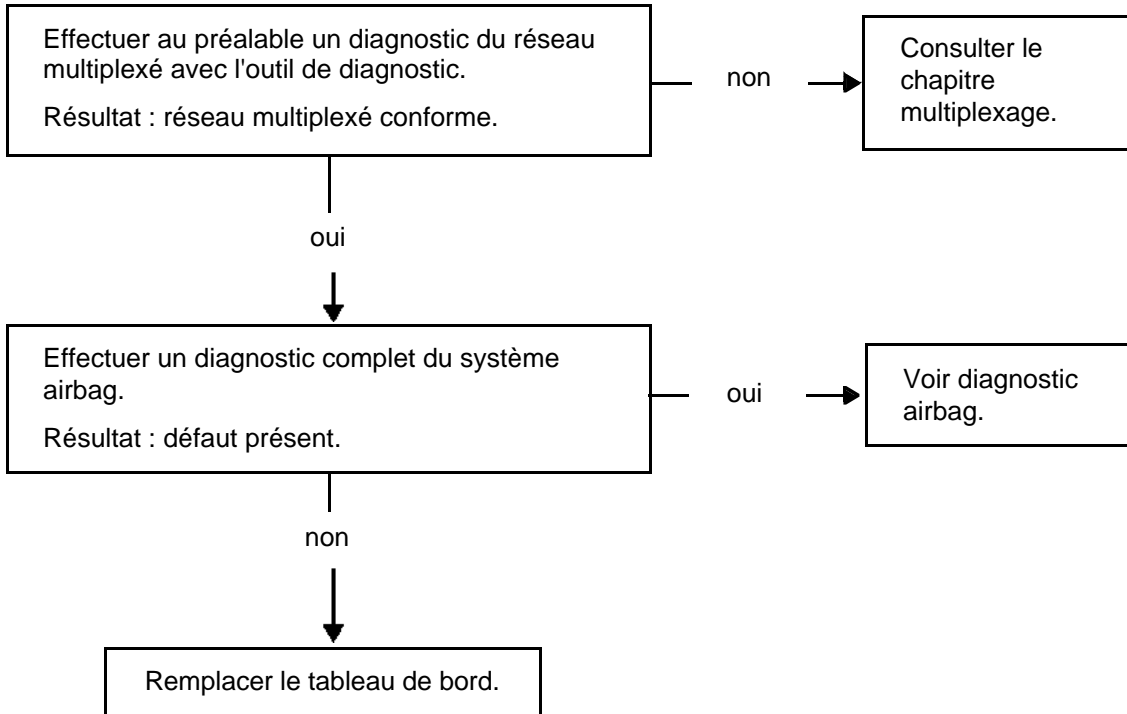 Effectuer au préalable un diagnostic du réseau
multiplexé avec l'outil de diagnostic.
Résultat : réseau multiplexé conforme.
non
Consulter le
chapitre
multiplexage.
oui
Effectuer un diagnostic complet du système
airbag.
Résultat : défaut présent.
oui
Voir diagnostic
airbag.
non
Remplacer le tableau de bord.